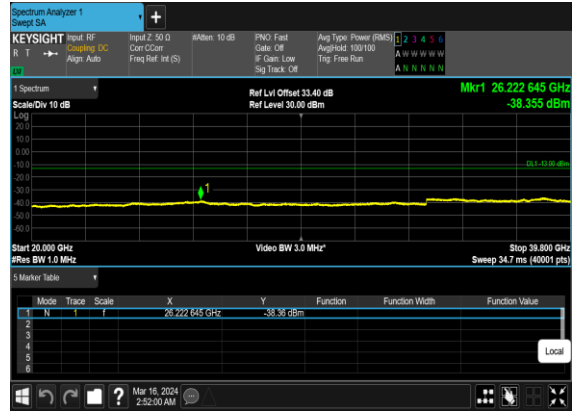 Spectrum Analyzer 1
Swept SA
+
KEYSIGHT
R T
Input: RF
Coupling: DC
Align: Auto
Input Z: 50 Ω
Corr CCorr
Freq Ref: Int (S)
#Atten: 10 dB
PNO: Fast
Gate: Off
IF Gain: Low
Sig Track: Off
Avg Type: Power (RMS)
Avg|Hold: 100/100
Trig: Free Run
1 2 3 4 5 6
A W W W W W
A N N N N N
1 Spectrum
Scale/Div 10 dB
Ref Lvl Offset 33.40 dB
Ref Level 30.00 dBm
Mkr1 26.222 645 GHz
-38.355 dBm
Log
20.0
10.0
0.00
-10.0
-20.0
-30.0
-40.0
-50.0
-60.0
DL1 -13.00 dBm
1
Start 20.000 GHz
#Res BW 1.0 MHz
Video BW 3.0 MHz*
Stop 39.800 GHz
Sweep 34.7 ms (40001 pts)
5 Marker Table
Mode Trace Scale X Y Function Function Width Function Value
1 N 1 f 26.222 645 GHz -38.36 dBm
2
3
4
5
6
Local
?
Mar 16, 2024
2:52:00 AM